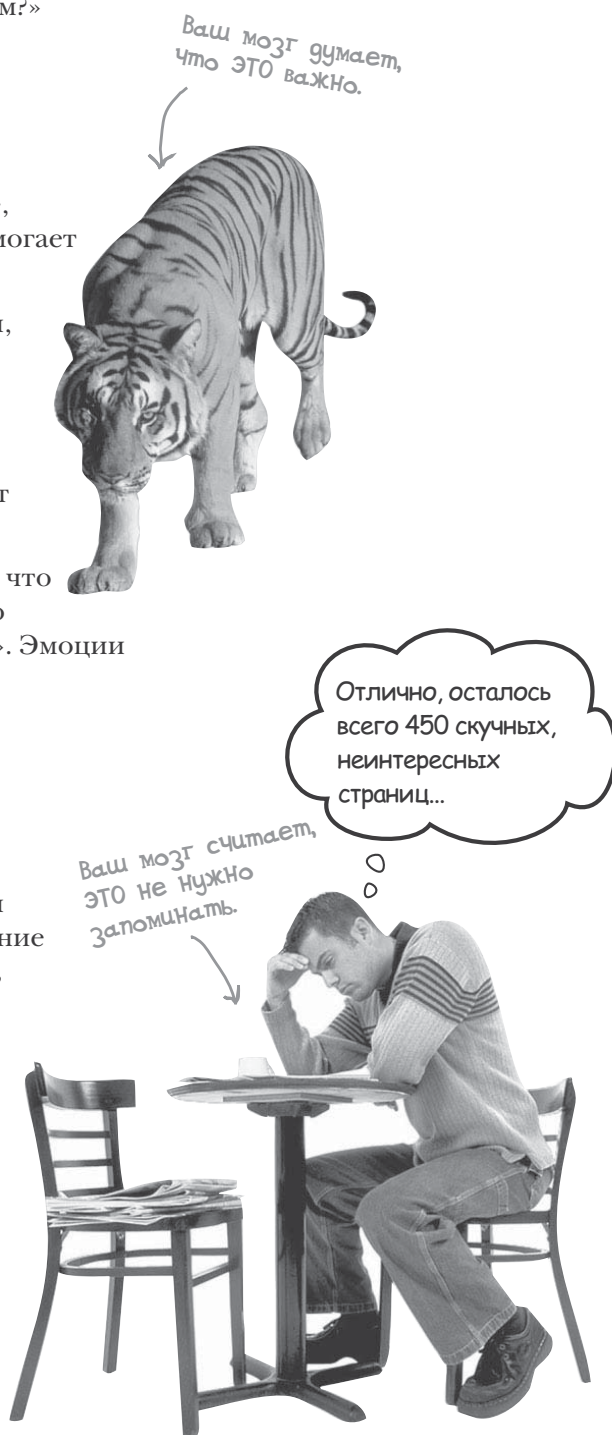 м?»
Ваш мозг думает,
что ЭТО важно.
могает
т
что
». Эмоции
Отлично, осталось
всего 450 скучных,
неинтересных
страниц...
Ваш мозг считает,
ЭТО не нужно
запоминать.
ние